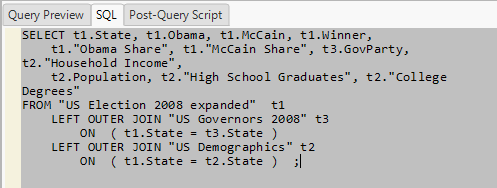 Query Preview SQL Post-Query Script
SELECT t1.State, t1.Obama, t1.McCain, t1.Winner,
t1."Obama Share", t1."McCain Share", t3.GovParty,
t2."Household Income",
t2.Population, t2."High School Graduates", t2."College
Degrees"
FROM "US Election 2008 expanded"  t1
LEFT OUTER JOIN "US Governors 2008" t3
ON  ( t1.State = t3.State )
LEFT OUTER JOIN "US Demographics" t2
ON  ( t1.State = t2.State )  ;